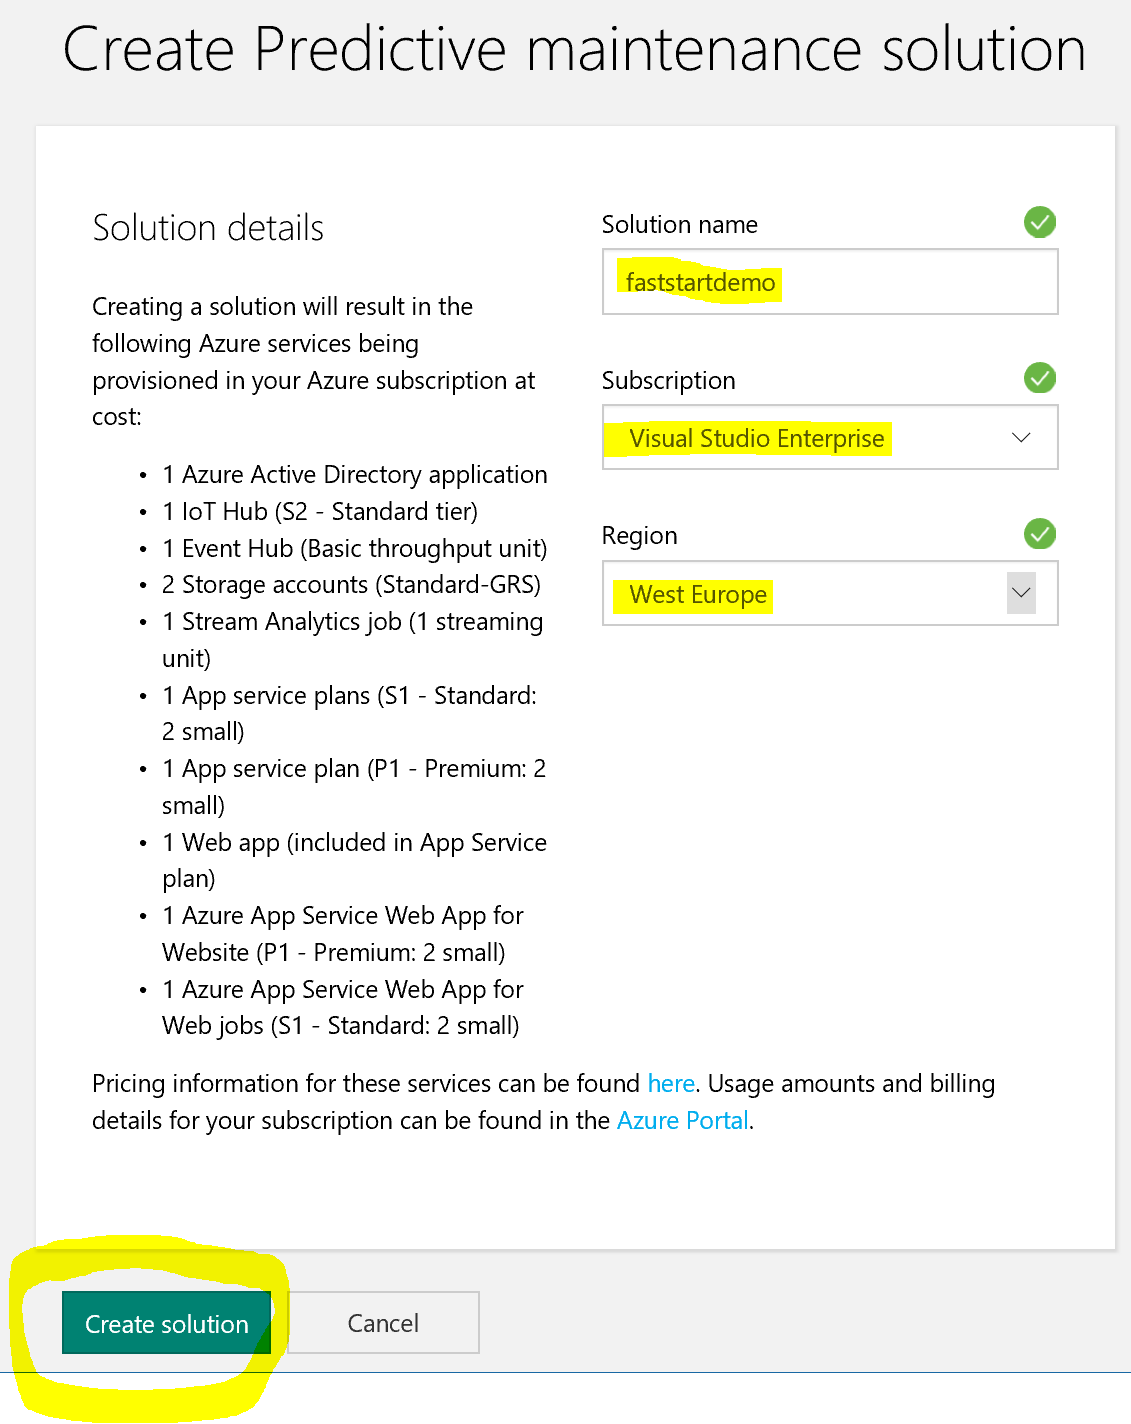 Create Predictive maintenance solution
Solution details
Creating a solution will result in the
following Azure services being
provisioned in your Azure subscription at
cost:
• 1 Azure Active Directory application
• 1 IoT Hub (S2 - Standard tier)
• 1 Event Hub (Basic throughput unit)
• 2 Storage accounts (Standard-GRS)
• 1 Stream Analytics job (1 streaming
unit)
• 1 App service plans (S1 - Standard:
2 small)
• 1 App service plan (P1 - Premium: 2
small)
• 1 Web app (included in App Service
plan)
• 1 Azure App Service Web App for
Website (P1 - Premium: 2 small)
• 1 Azure App Service Web App for
Web jobs (S1 - Standard: 2 small)
Solution name
faststartdemo
Subscription
Visual Studio Enterprise
Region
West Europe
Pricing information for these services can be found here. Usage amounts and billing
details for your subscription can be found in the Azure Portal.
Create solution
Cancel